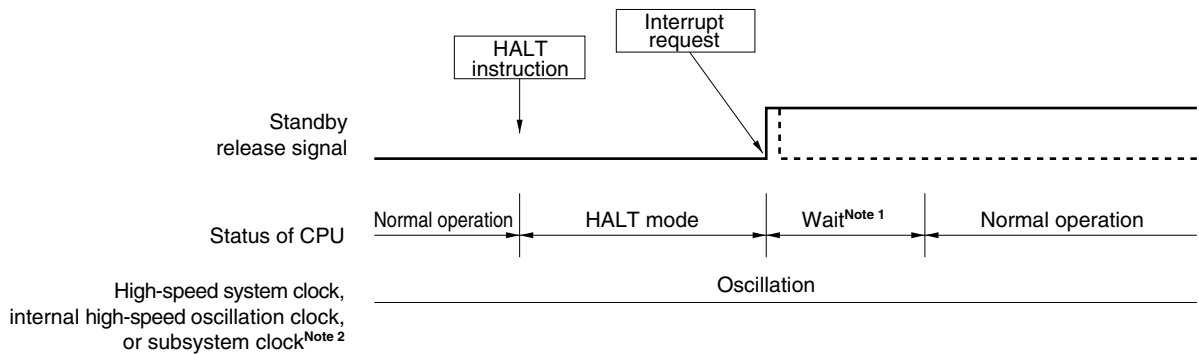 Interrupt
request
HALT
instruction
Standby
release signal
Status of CPU
Normal operation
HALT mode
WaitNote 1
Normal operation
High-speed system clock,
internal high-speed oscillation clock,
or subsystem clockNote 2
Oscillation